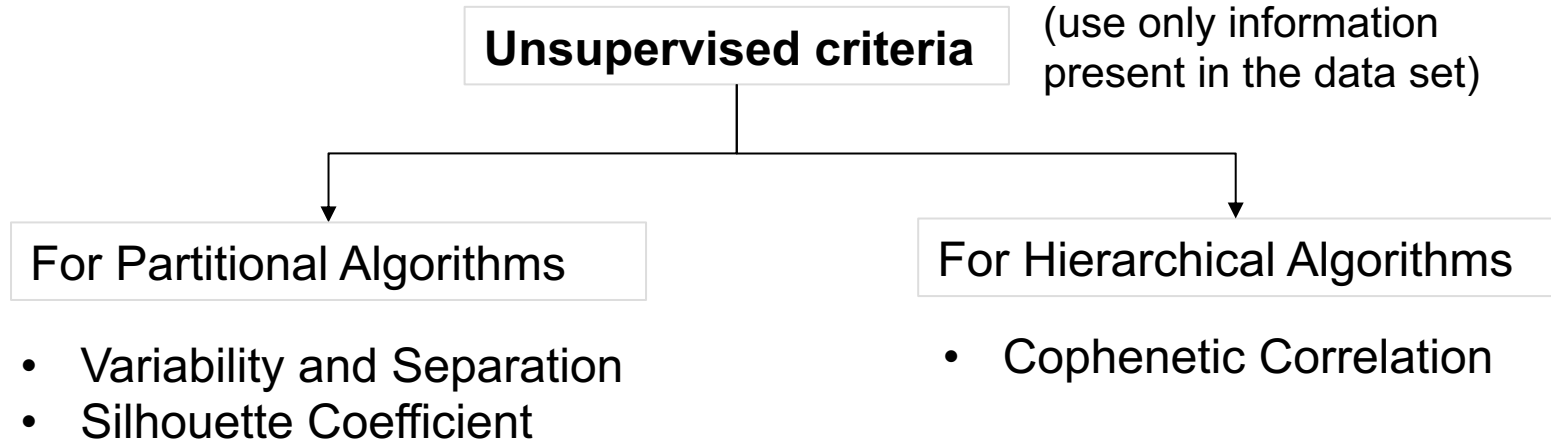 Unsupervised criteria
(use only information
present in the data set)
For Partitional Algorithms
• Variability and Separation
• Silhouette Coefficient
For Hierarchical Algorithms
• Cophenetic Correlation